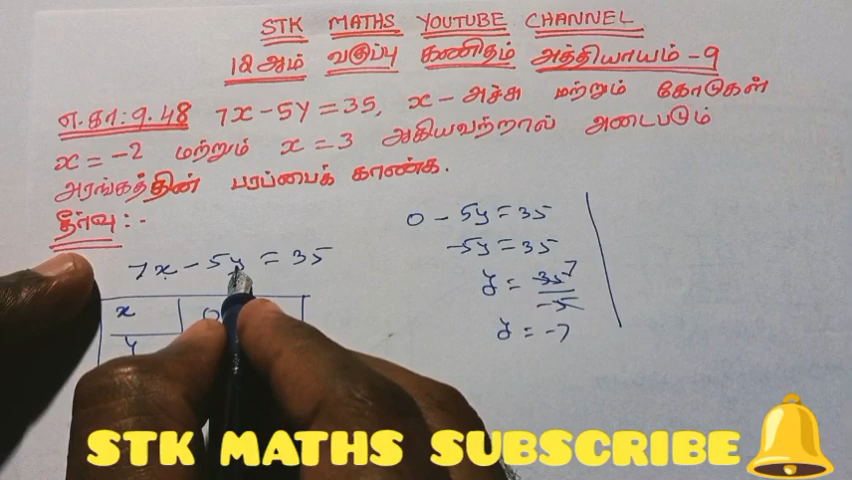 STK MATHS YOUTUBE CHANNEL
12ஆம் வகுப்பு கணிதம் அத்தியாயம் - 9
எ.கா: 9.48 7x - 5y = 35, x - அச்சு மற்றும் கோடுகள்
x = -2 மற்றும் x = 3 ஆகியவற்றால் அடைபடும்
அரங்கத்தின் பரப்பைக் காண்க.
தீர்வு :-
7x - 5y = 35
x 0
y
0 - 5y = 35
-5y = 35
y = 35 7
-5
y = -7
STK MATHS SUBSCRIBE